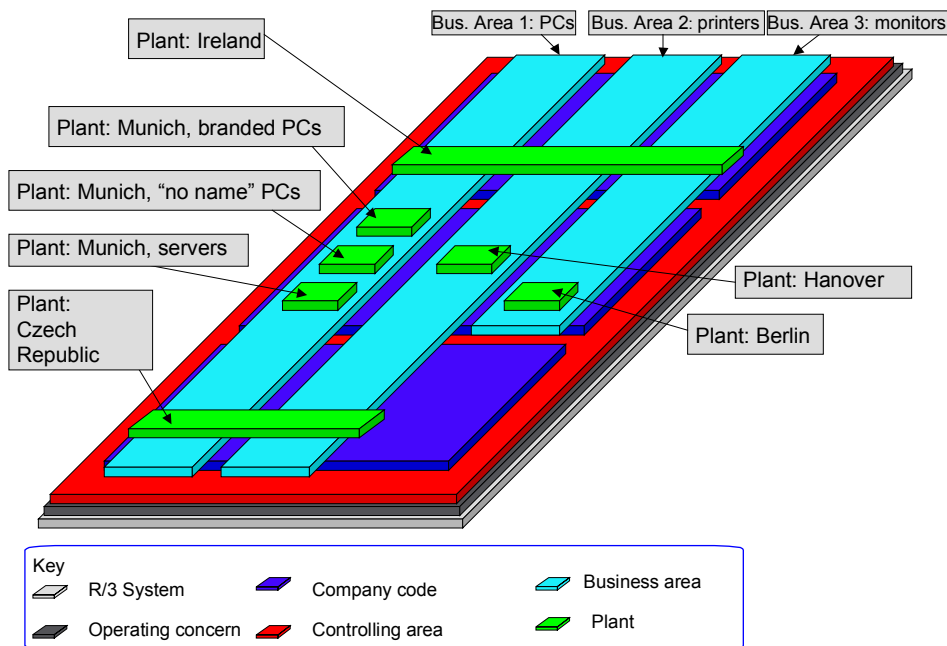 Bus. Area 1: PCs
Bus. Area 2: printers
Bus. Area 3: monitors
Plant: Ireland
Plant: Munich, branded PCs
Plant: Munich, “no name” PCs
Plant: Munich, servers
Plant:
Czech
Republic
Plant: Hanover
Plant: Berlin
Key
R/3 System
Company code
Business area
Operating concern
Controlling area
Plant